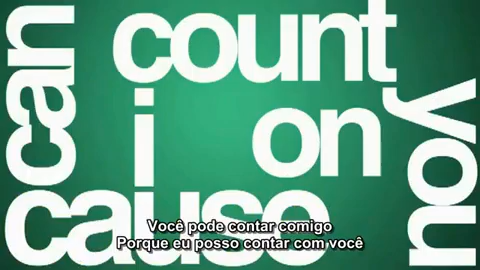 cause
i
can
count
on
you
Você pode contar comigo
Porque eu posso contar com você